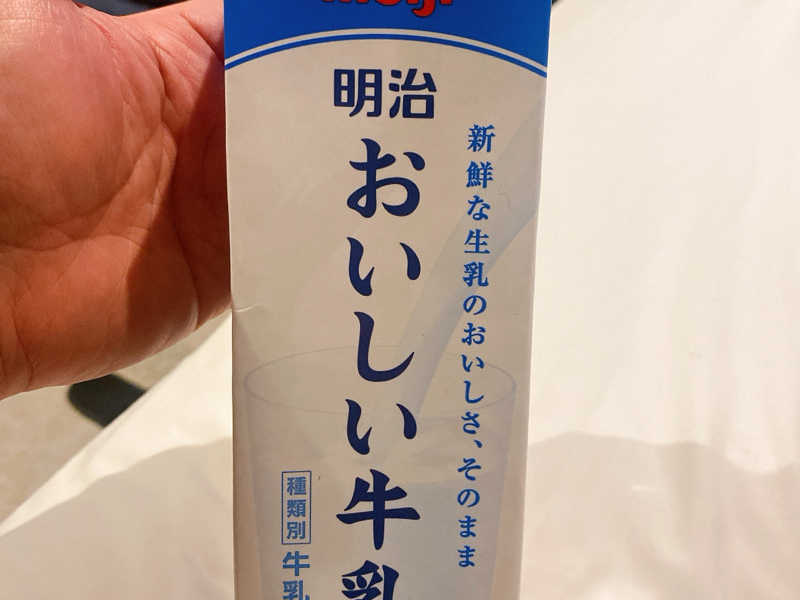 meiji
明治
新鮮な生乳のおいしさ、そのまま
おいしい牛乳
種類別
牛乳